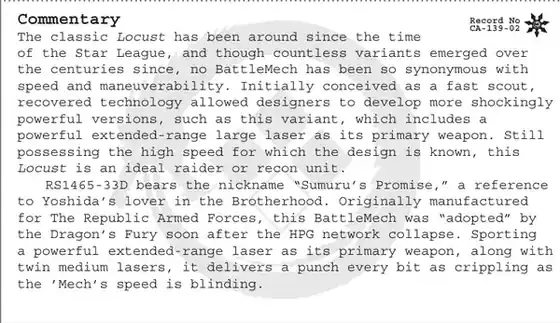 Commentary
Record No
CA-139-02
The classic Locust has been around since the time
of the Star League, and though countless variants emerged over
the centuries since, no BattleMech has been so synonymous with
speed and maneuverability. Initially conceived as a fast scout,
recovered technology allowed designers to develop more shockingly
powerful versions, such as this variant, which includes a
powerful extended-range large laser as its primary weapon. Still
possessing the high speed for which the design is known, this
Locust is an ideal raider or recon unit.
RS1465-33D bears the nickname “Sumuru’s Promise,” a reference
to Yoshida’s lover in the Brotherhood. Originally manufactured
for The Republic Armed Forces, this BattleMech was “adopted” by
the Dragon’s Fury soon after the HPG network collapse. Sporting
a powerful extended-range laser as its primary weapon, along with
twin medium lasers, it delivers a punch every bit as crippling as
the ’Mech’s speed is blinding.